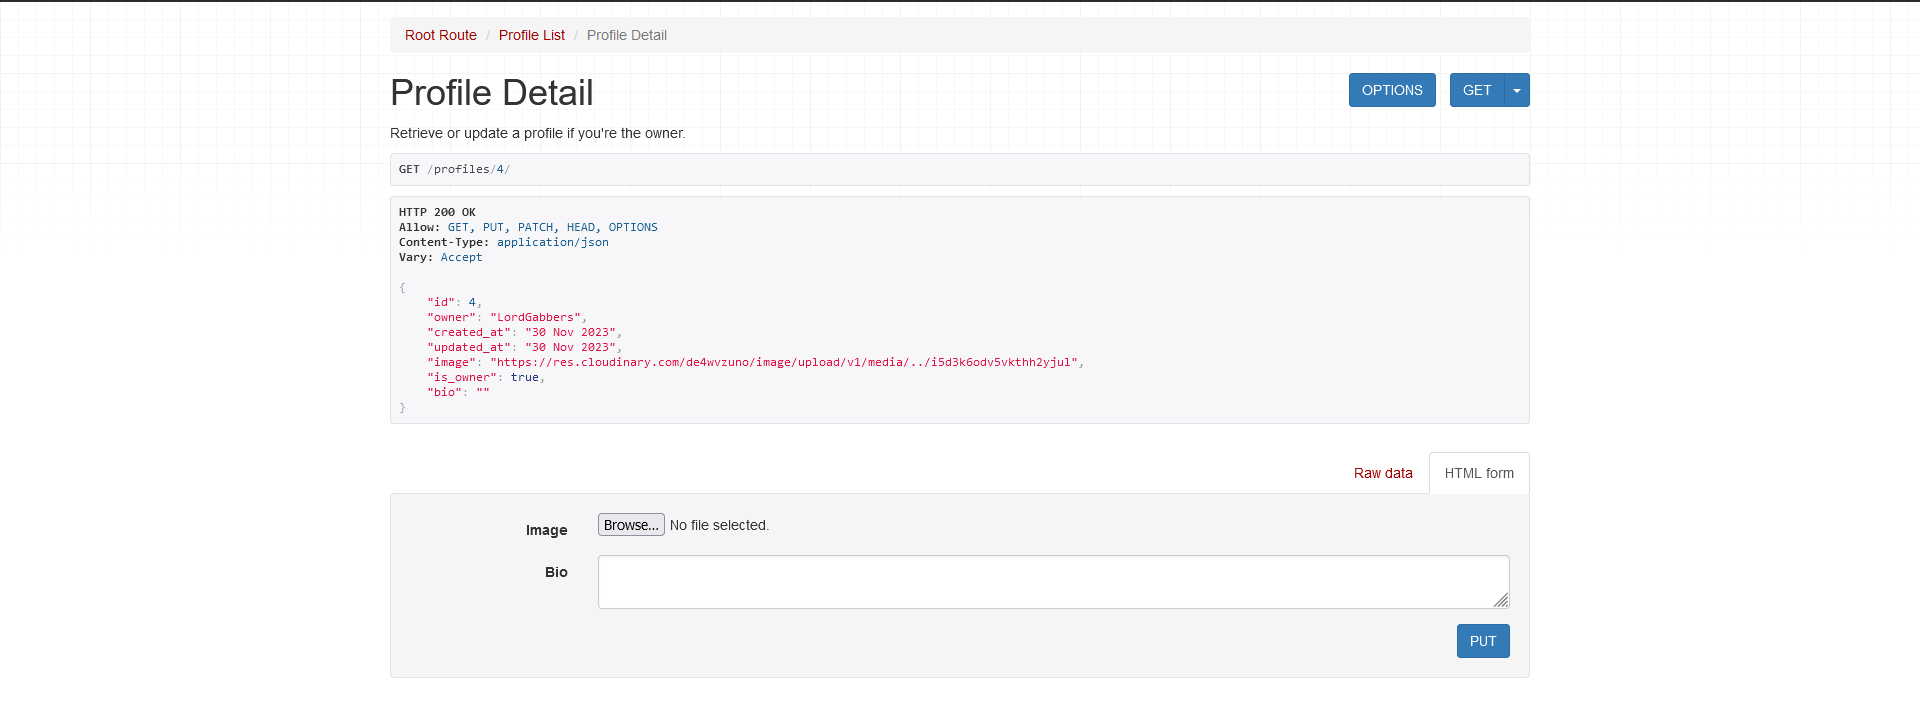 Root Route / Profile List / Profile Detail
Profile Detail
OPTIONS
GET
Retrieve or update a profile if you're the owner.
GET /profiles/4/
HTTP 200 OK
Allow: GET, PUT, PATCH, HEAD, OPTIONS
Content-Type: application/json
Vary: Accept
{
    "id": 4,
    "owner": "LordGabbers",
    "created_at": "30 Nov 2023",
    "updated_at": "30 Nov 2023",
    "image": "https://res.cloudinary.com/de4wvzuno/image/upload/v1/media/../i5d3k6odv5vkthh2yjul",
    "is_owner": true,
    "bio": ""
}
Raw data
HTML form
Image
Browse... No file selected.
Bio
PUT